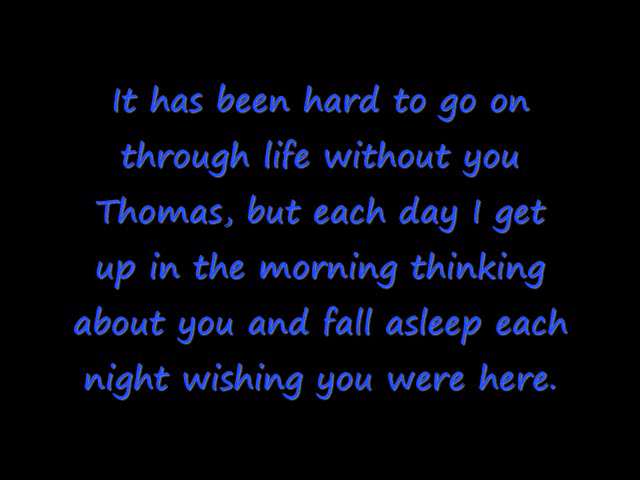 It has been hard to go on
through life without you
Thomas, but each day I get
up in the morning thinking
about you and fall asleep each
night wishing you were here.